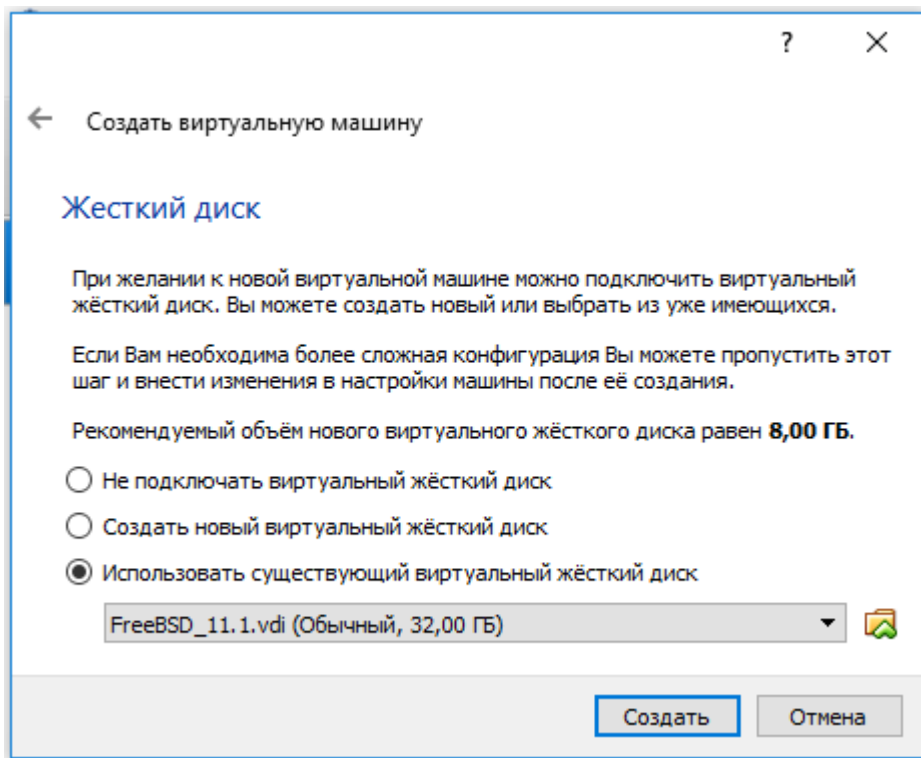 ?
Создать виртуальную машину
Жесткий диск
При желании к новой виртуальной машине можно подключить виртуальный
жёсткий диск. Вы можете создать новый или выбрать из уже имеющихся.
Если Вам необходима более сложная конфигурация Вы можете пропустить этот
шаг и внести изменения в настройки машины после её создания.
Рекомендуемый объём нового виртуального жёсткого диска равен 8,00 ГБ.
Не подключать виртуальный жёсткий диск
Создать новый виртуальный жёсткий диск
Использовать существующий виртуальный жёсткий диск
FreeBSD_11.1.vdi (Обычный, 32,00 ГБ)
Создать Отмена